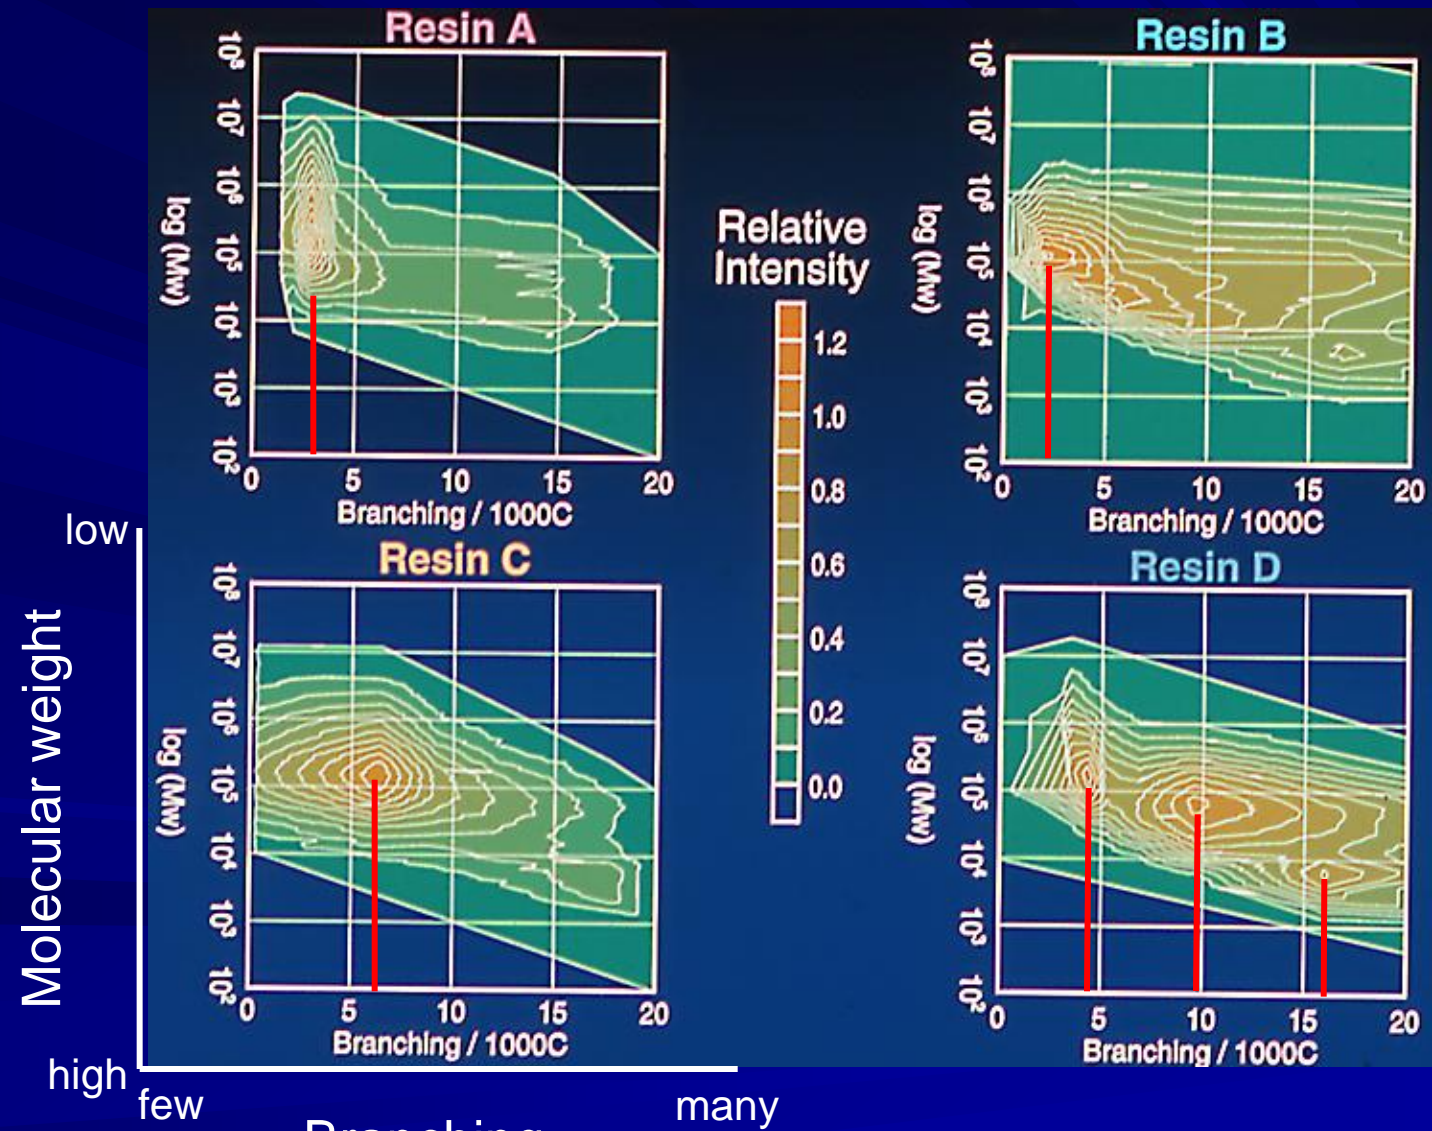 Resin A
10⁸
10⁷
10⁶
10⁵
10⁴
10³
10²
log (Mw)
0 5 10 15 20
Branching / 1000C
Resin B
10⁸
10⁷
10⁶
10⁵
10⁴
10³
10²
log (Mw)
0 5 10 15 20
Branching / 1000C
Relative
Intensity
1.2
1.0
0.8
0.6
0.4
0.2
0.0
Resin C
10⁸
10⁷
10⁶
10⁵
10⁴
10³
10²
log (Mw)
0 5 10 15 20
Branching / 1000C
Resin D
10⁸
10⁷
10⁶
10⁵
10⁴
10³
10²
log (Mw)
0 5 10 15 20
Branching / 1000C
low
Molecular weight
high
few many
Branching